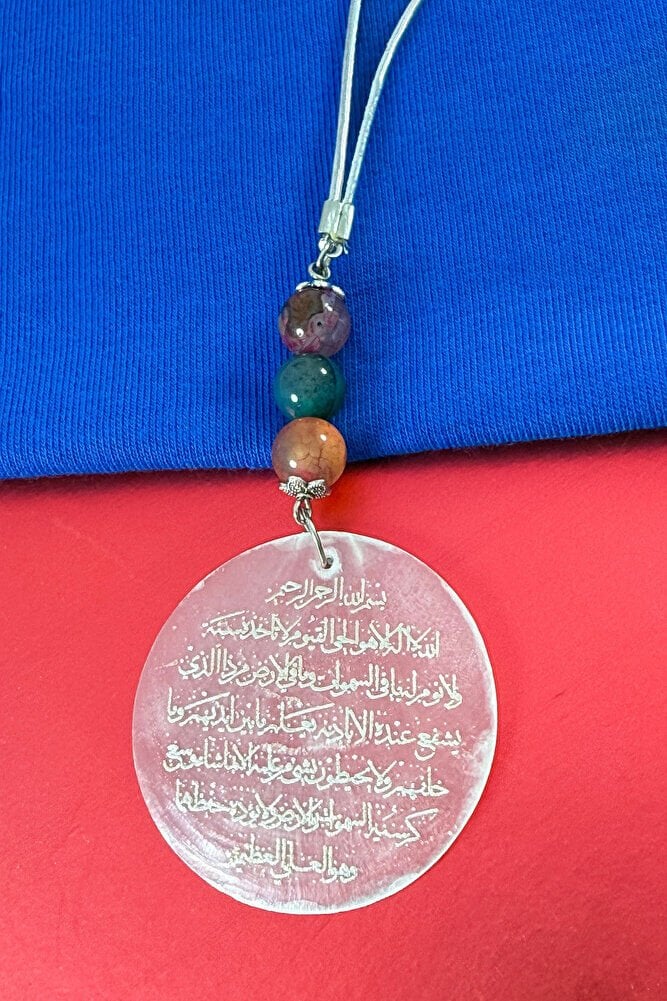 بسم الله الرحمن الرحيم
الله لا اله الا هو الحي القيوم لا تأخذه سنة
ولا نوم له ما في السموات وما في الارض من ذا الذي
يشفع عنده الا باذنه يعلم ما بين ايديهم وما
خلفهم ولا يحيطون بشيء من علمه الا بما شاء وسع
كرسيه السموات والارض ولا يؤده حفظهما
وهو العلي العظيم